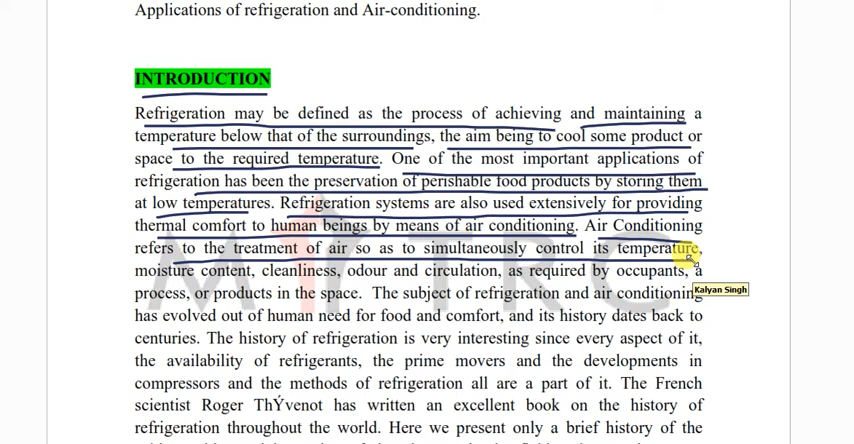 Applications of refrigeration and Air-conditioning.
INTRODUCTION
Refrigeration may be defined as the process of achieving and maintaining a
temperature below that of the surroundings, the aim being to cool some product or
space to the required temperature. One of the most important applications of
refrigeration has been the preservation of perishable food products by storing them
at low temperatures. Refrigeration systems are also used extensively for providing
thermal comfort to human beings by means of air conditioning. Air Conditioning
refers to the treatment of air so as to simultaneously control its temperature,
moisture content, cleanliness, odour and circulation, as required by occupants, a
process, or products in the space. The subject of refrigeration and air conditioning
Kalyan Singh
has evolved out of human need for food and comfort, and its history dates back to
centuries. The history of refrigeration is very interesting since every aspect of it,
the availability of refrigerants, the prime movers and the developments in
compressors and the methods of refrigeration all are a part of it. The French
scientist Roger ThÝvenot has written an excellent book on the history of
refrigeration throughout the world. Here we present only a brief history of the
MYTRC